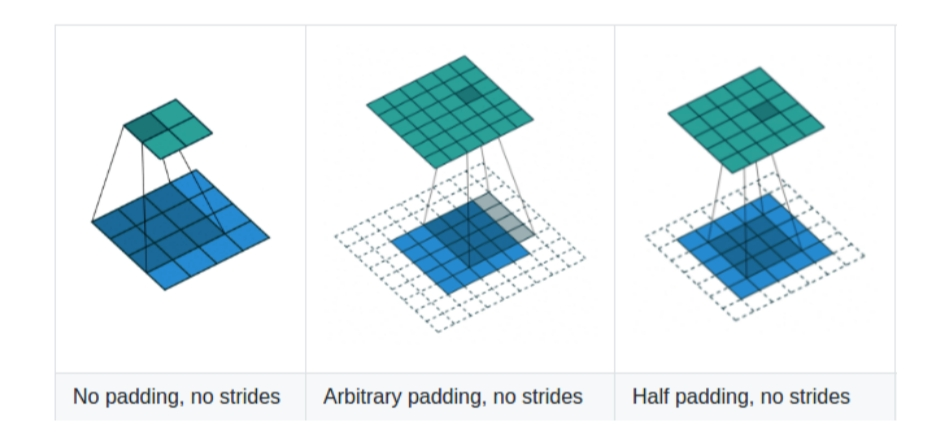 No padding, no strides
Arbitrary padding, no strides
Half padding, no strides